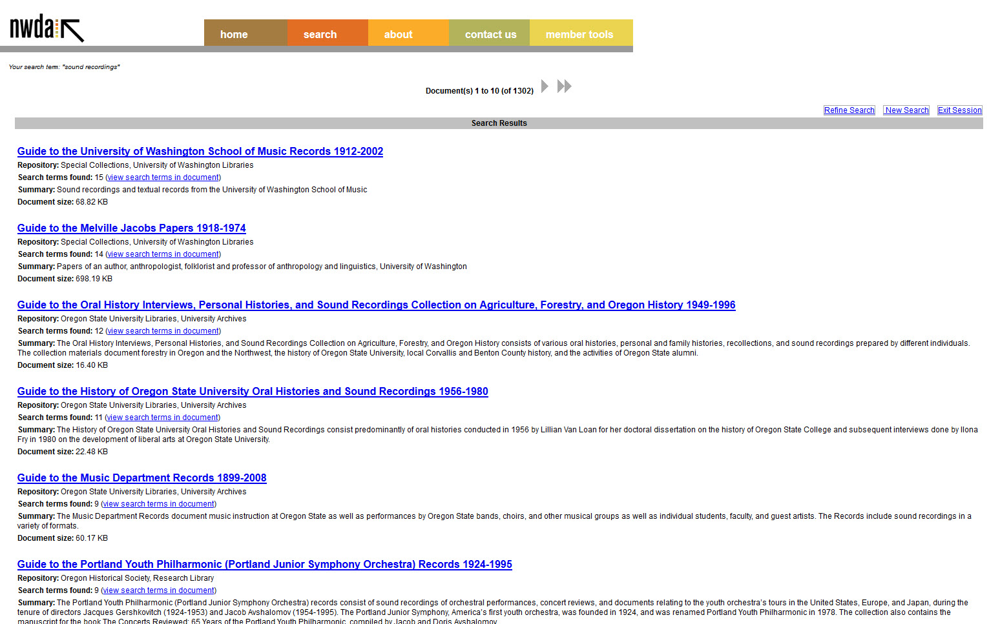 nwda
home search about contact us member tools
Your search term: "sound recordings"
Document(s) 1 to 10 (of 1302)
Refine Search New Search Exit Session
Search Results
Guide to the University of Washington School of Music Records 1912-2002
Repository: Special Collections, University of Washington Libraries
Search terms found: 15 (view search terms in document)
Summary: Sound recordings and textual records from the University of Washington School of Music
Document size: 68.82 KB
Guide to the Melville Jacobs Papers 1918-1974
Repository: Special Collections, University of Washington Libraries
Search terms found: 14 (view search terms in document)
Summary: Papers of an author, anthropologist, folklorist and professor of anthropology and linguistics, University of Washington
Document size: 698.19 KB
Guide to the Oral History Interviews, Personal Histories, and Sound Recordings Collection on Agriculture, Forestry, and Oregon History 1949-1996
Repository: Oregon State University Libraries, University Archives
Search terms found: 12 (view search terms in document)
Summary: The Oral History Interviews, Personal Histories, and Sound Recordings Collection on Agriculture, Forestry, and Oregon History consists of various oral histories, personal and family histories, recollections, and sound recordings prepared by different individuals.
The collection materials document forestry in Oregon and the Northwest, the history of Oregon State University, local Corvallis and Benton County history, and the activities of Oregon State alumni.
Document size: 16.40 KB
Guide to the History of Oregon State University Oral Histories and Sound Recordings 1956-1980
Repository: Oregon State University Libraries, University Archives
Search terms found: 11 (view search terms in document)
Summary: The History of Oregon State University Oral Histories and Sound Recordings consist predominantly of oral histories conducted in 1956 by Lillian Van Loan for her doctoral dissertation on the history of Oregon State College and subsequent interviews done by Ilona
Fry in 1980 on the development of liberal arts at Oregon State University.
Document size: 22.48 KB
Guide to the Music Department Records 1899-2008
Repository: Oregon State University Libraries, University Archives
Search terms found: 9 (view search terms in document)
Summary: The Music Department Records document music instruction at Oregon State as well as performances by Oregon State bands, choirs, and other musical groups as well as individual students, faculty, and guest artists. The Records include sound recordings in a
variety of formats.
Document size: 60.17 KB
Guide to the Portland Youth Philharmonic (Portland Junior Symphony Orchestra) Records 1924-1995
Repository: Oregon Historical Society, Research Library
Search terms found: 9 (view search terms in document)
Summary: The Portland Youth Philharmonic (Portland Junior Symphony Orchestra) records consist of sound recordings of orchestral performances, concert reviews, and documents relating to the youth orchestra's tours in the United States, Europe, and Japan, during the
tenure of directors Jacques Gershkovitch (1924-1953) and Jacob Avshalomov (1954-1995). The Portland Junior Symphony, America's first youth orchestra, was founded in 1924, and was renamed Portland Youth Philharmonic in 1978. The collection also contains the
manuscript for the book The Concerts Reviewed: 65 Years of the Portland Youth Philharmonic, compiled by Jacob and Doris Avshalomov.